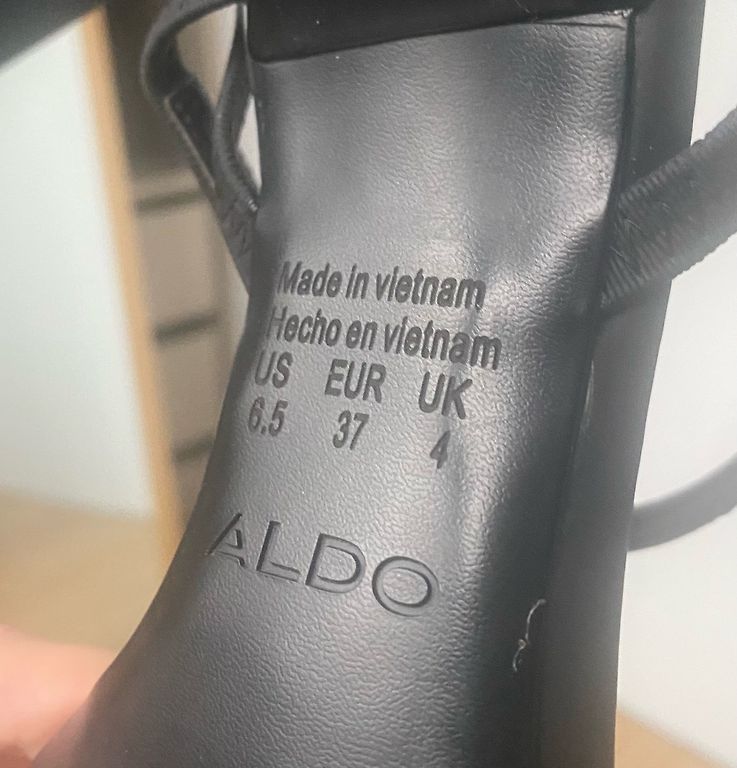 Made in vietnam
Hecho en vietnam
US EUR UK
6.5 37 4
ALDO